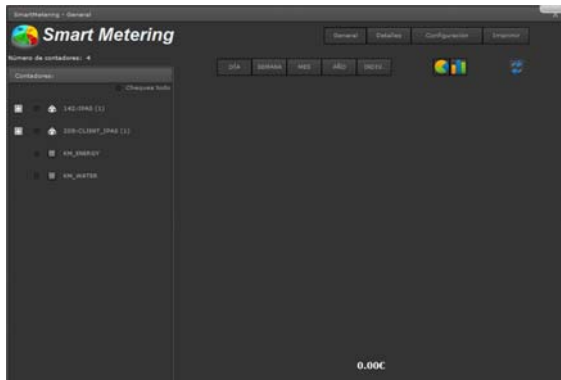 SmartMetering - General
Smart Metering
General Detalles Configuración Imprimir
Número de contadores: 4
DÍA SEMANA MES AÑO INDIV.
Contadores:
Chequea todo
142-IPAS (1)
208-CLIENT_IPAS (1)
KM_ENERGY
KM_WATER
0.00€